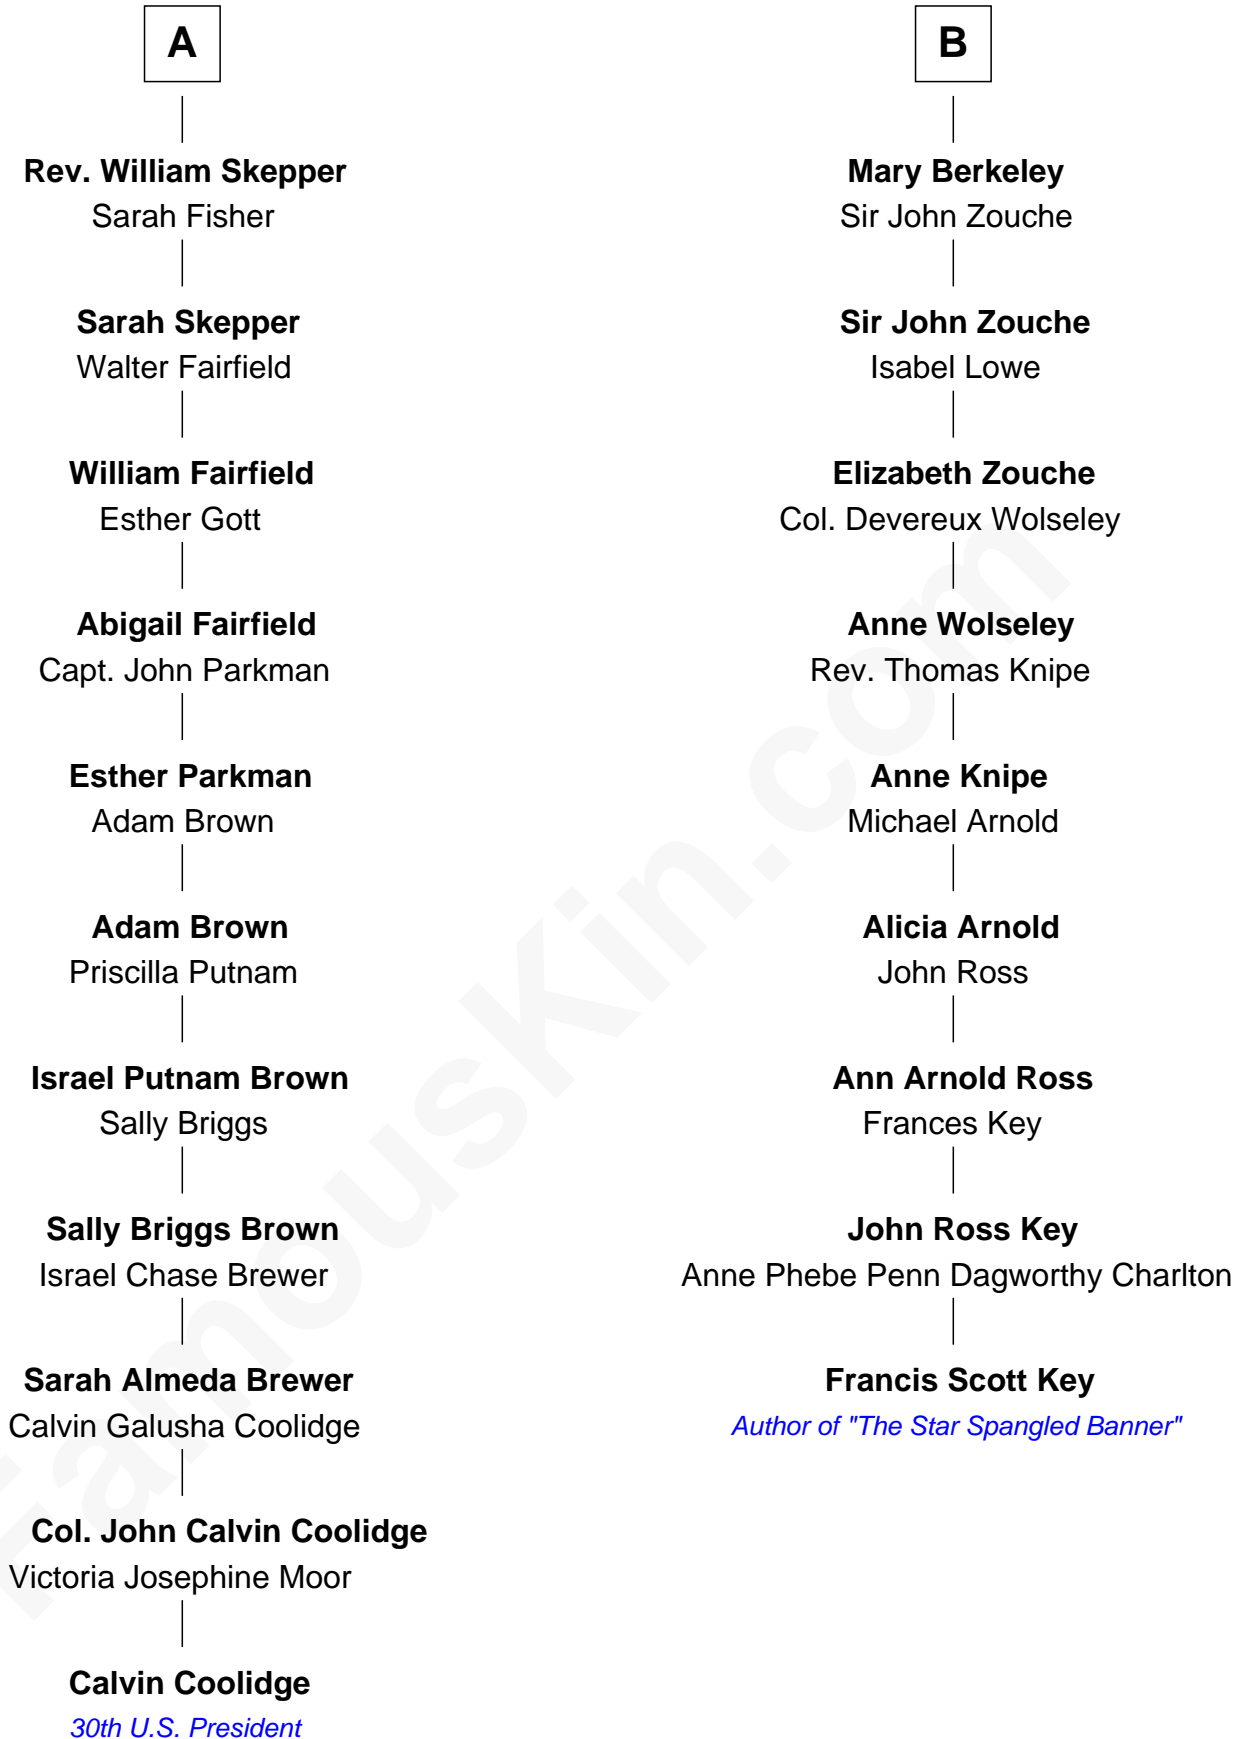 A
Rev. William Skepper
Sarah Fisher
Sarah Skepper
Walter Fairfield
William Fairfield
Esther Gott
Abigail Fairfield
Capt. John Parkman
Esther Parkman
Adam Brown
Adam Brown
Priscilla Putnam
Israel Putnam Brown
Sally Briggs
Sally Briggs Brown
Israel Chase Brewer
Sarah Almeda Brewer
Calvin Galusha Coolidge
Col. John Calvin Coolidge
Victoria Josephine Moor
Calvin Coolidge
30th U.S. President
B
Mary Berkeley
Sir John Zouche
Sir John Zouche
Isabel Lowe
Elizabeth Zouche
Col. Devereux Wolseley
Anne Wolseley
Rev. Thomas Knipe
Anne Knipe
Michael Arnold
Alicia Arnold
John Ross
Ann Arnold Ross
Frances Key
John Ross Key
Anne Phebe Penn Dagworthy Charlton
Francis Scott Key
Author of "The Star Spangled Banner"
FamousKin.com